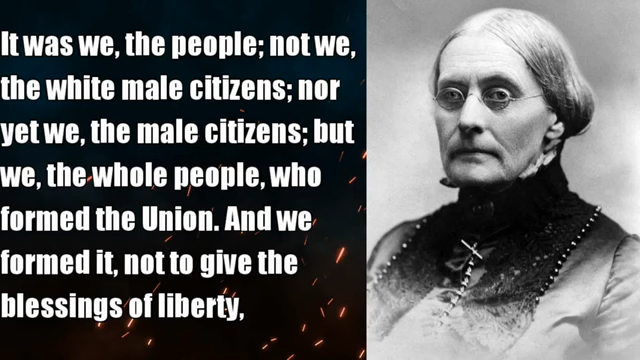 It was we, the people; not we,
the white male citizens; nor
yet we, the male citizens; but
we, the whole people, who
formed the Union. And we
formed it, not to give the
blessings of liberty,